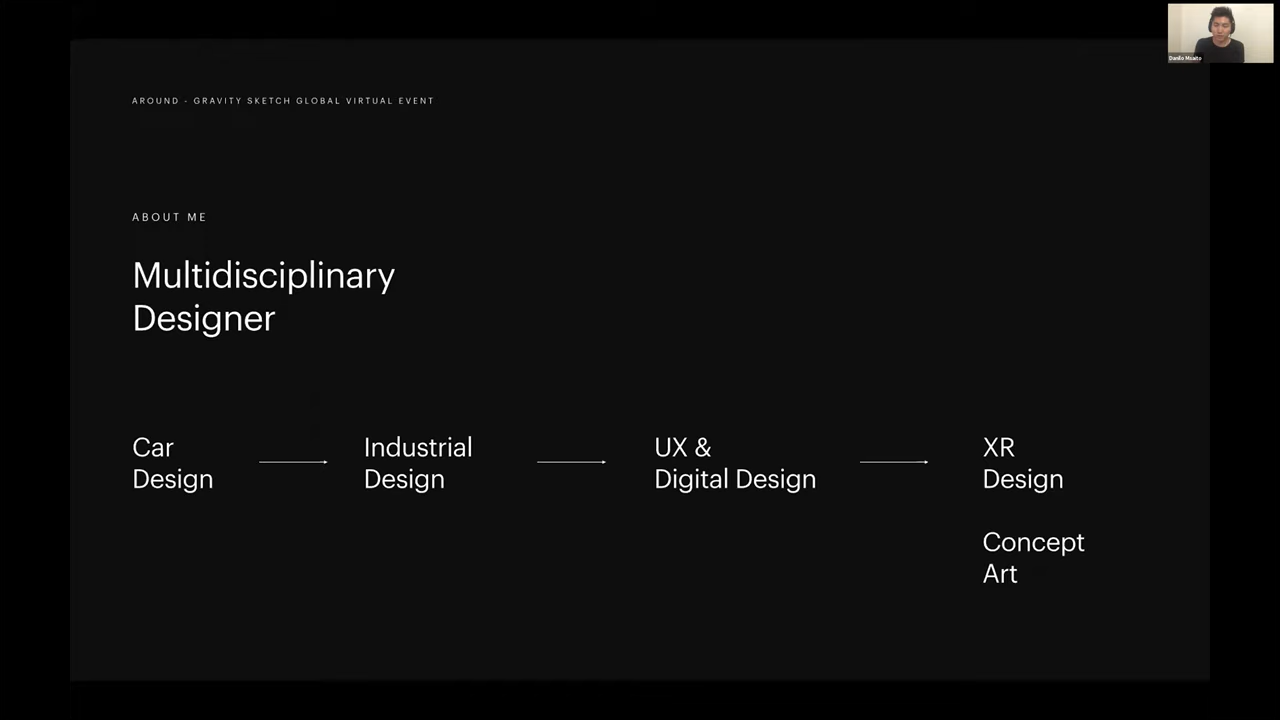 AROUND - GRAVITY SKETCH GLOBAL VIRTUAL EVENT
ABOUT ME
Multidisciplinary
Designer
Car
Design
Industrial
Design
UX &
Digital Design
XR
Design
Concept
Art
Danilo